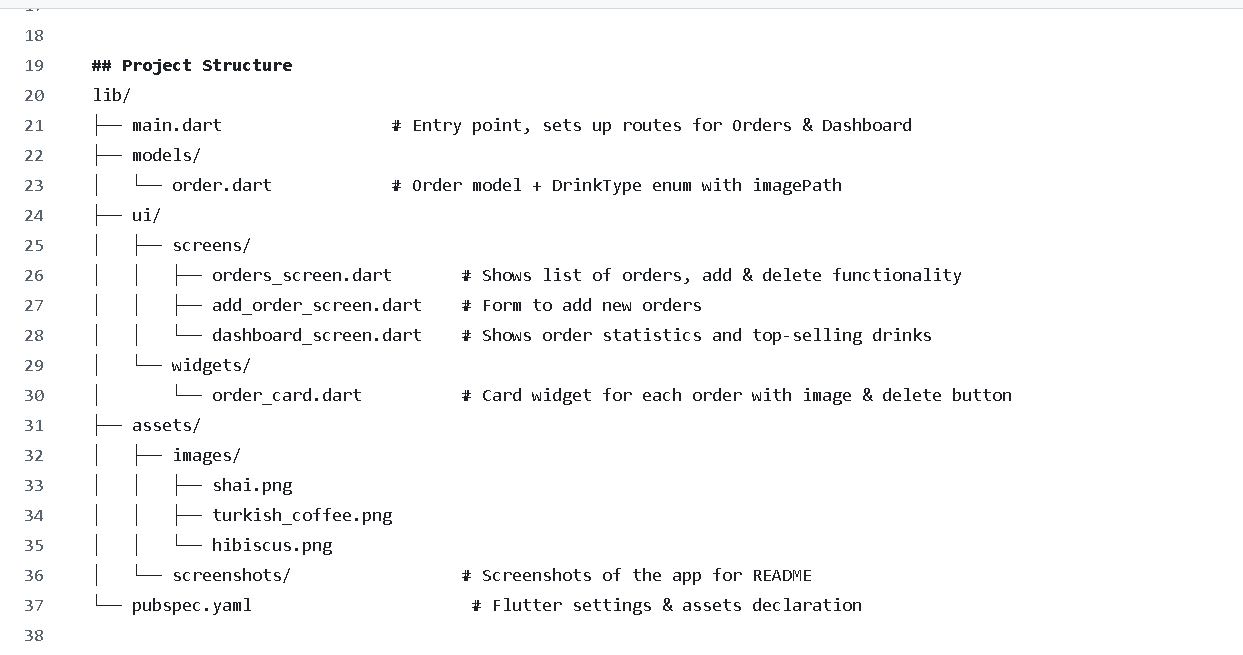 18
19 ## Project Structure
20 lib/
21 ├── main.dart                 # Entry point, sets up routes for Orders & Dashboard
22 ├── models/
23 │   └── order.dart            # Order model + DrinkType enum with imagePath
24 ├── ui/
25 │   ├── screens/
26 │   │   ├── orders_screen.dart       # Shows list of orders, add & delete functionality
27 │   │   ├── add_order_screen.dart    # Form to add new orders
28 │   │   └── dashboard_screen.dart    # Shows order statistics and top-selling drinks
29 │   └── widgets/
30 │       └── order_card.dart          # Card widget for each order with image & delete button
31 ├── assets/
32 │   ├── images/
33 │   │   ├── shai.png
34 │   │   ├── turkish_coffee.png
35 │   │   └── hibiscus.png
36 │   └── screenshots/                 # Screenshots of the app for README
37 └── pubspec.yaml                      # Flutter settings & assets declaration
38